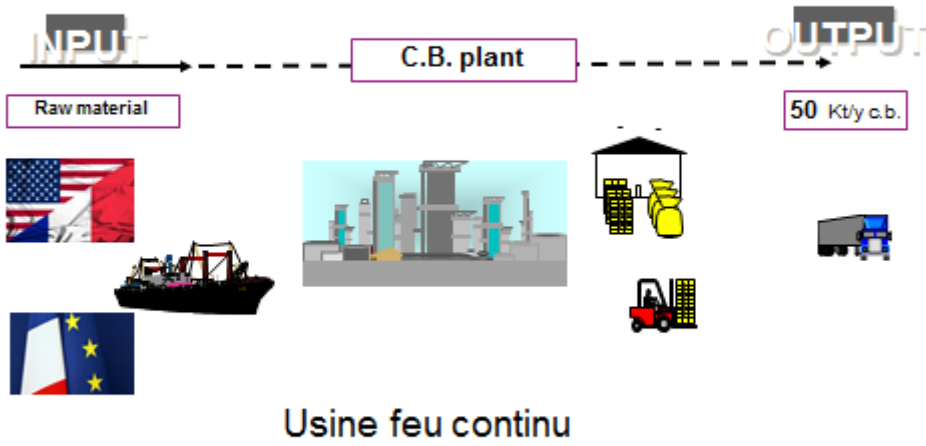 INPUT
OUTPUT
C.B. plant
Raw material
50 Kt/y c.b.
Usine feu continu